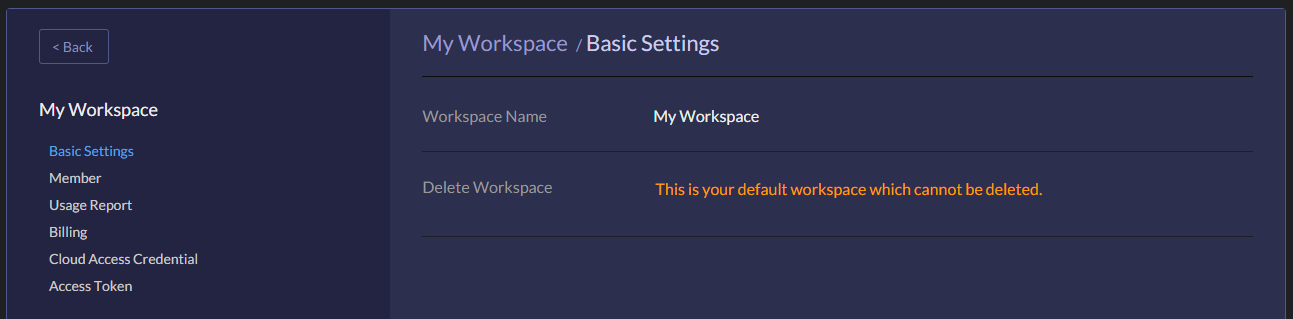 < Back
My Workspace
Basic Settings
Member
Usage Report
Billing
Cloud Access Credential
Access Token
My Workspace / Basic Settings
Workspace Name My Workspace
Delete Workspace This is your default workspace which cannot be deleted.